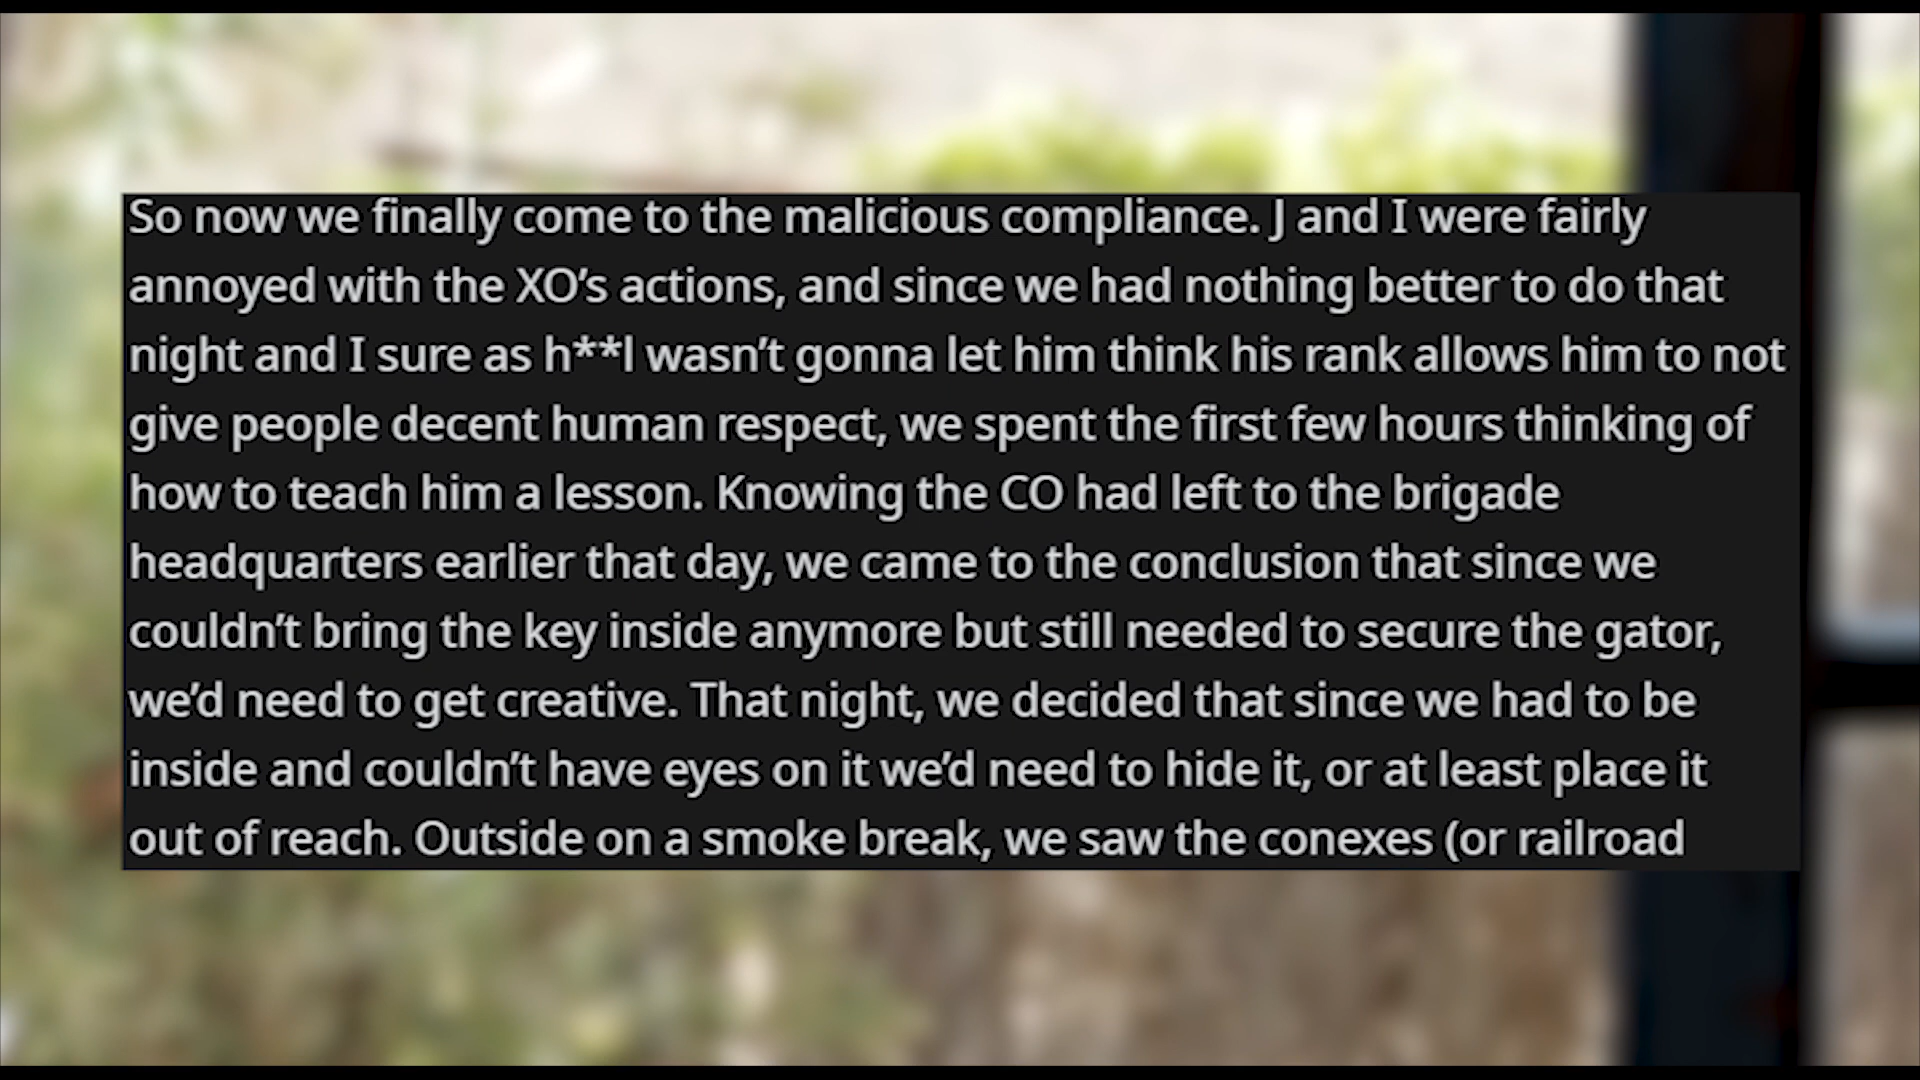 So now we finally come to the malicious compliance. J and I were fairly
annoyed with the XO’s actions, and since we had nothing better to do that
night and I sure as h**l wasn’t gonna let him think his rank allows him to not
give people decent human respect, we spent the first few hours thinking of
how to teach him a lesson. Knowing the CO had left to the brigade
headquarters earlier that day, we came to the conclusion that since we
couldn’t bring the key inside anymore but still needed to secure the gator,
we’d need to get creative. That night, we decided that since we had to be
inside and couldn’t have eyes on it we’d need to hide it, or at least place it
out of reach. Outside on a smoke break, we saw the conexes (or railroad